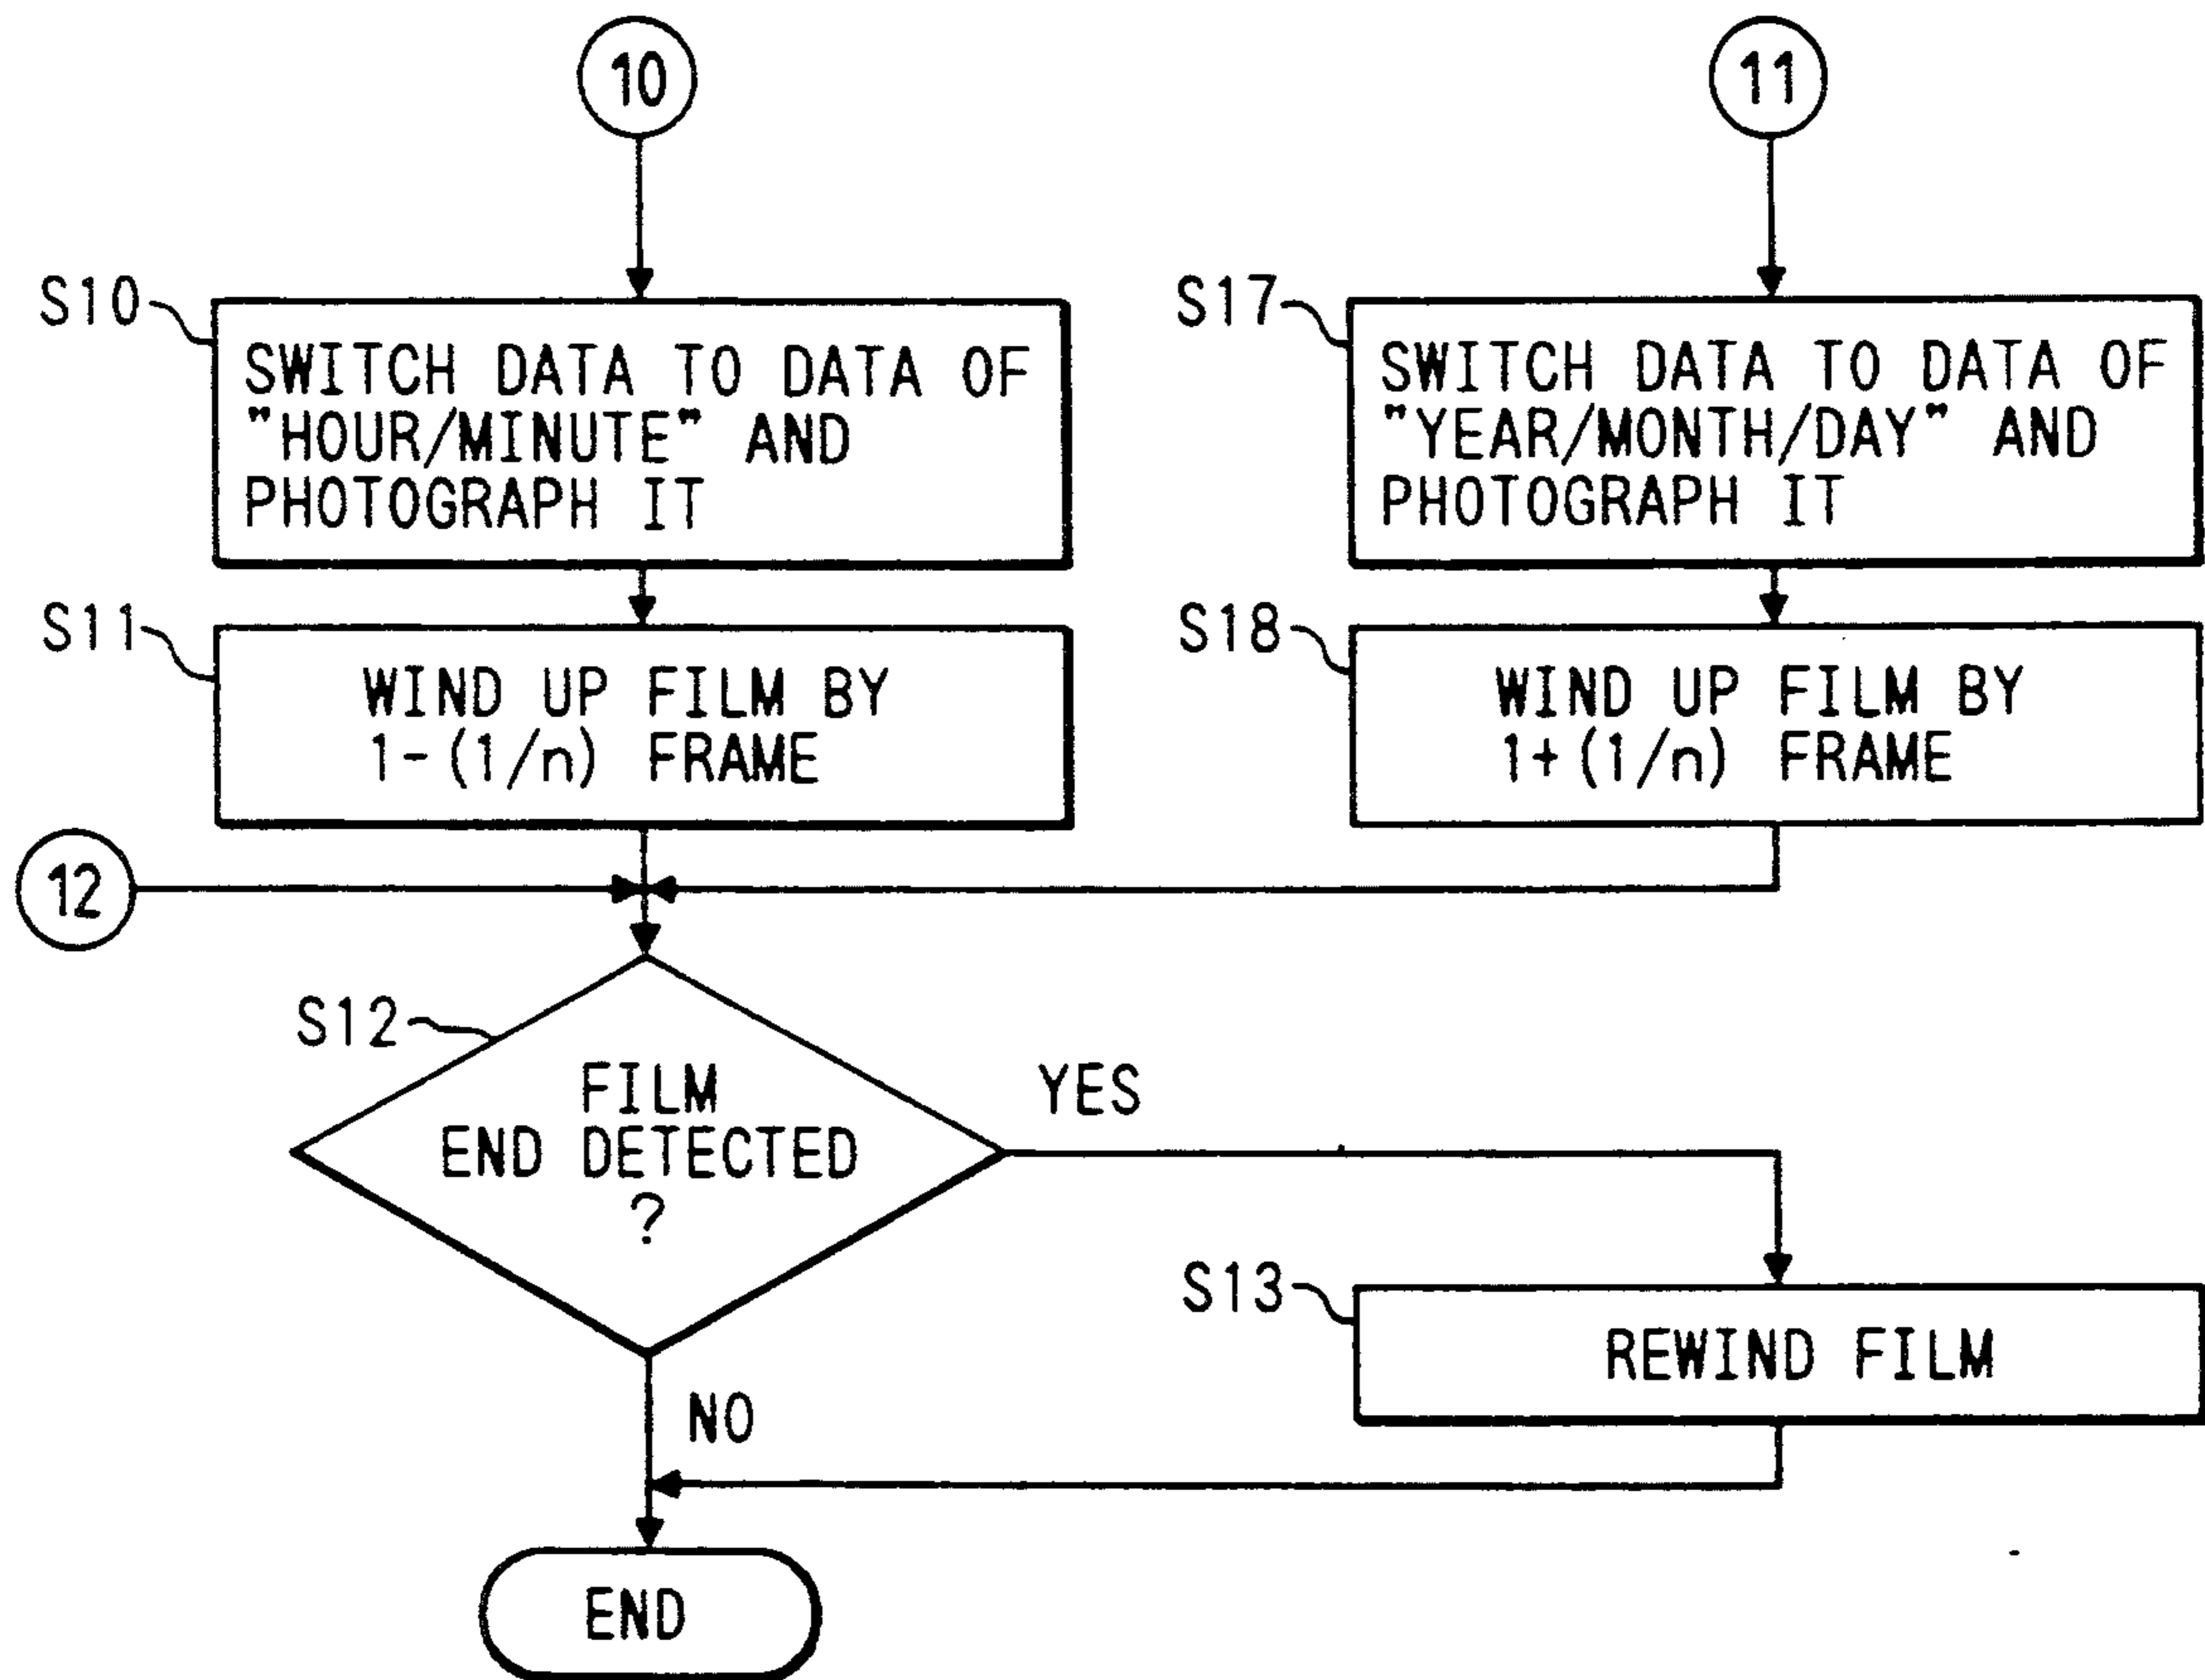 10
11
S10
SWITCH DATA TO DATA OF
"HOUR/MINUTE" AND
PHOTOGRAPH IT
S17
SWITCH DATA TO DATA OF
"YEAR/MONTH/DAY" AND
PHOTOGRAPH IT
S11
WIND UP FILM BY
1-(1/n) FRAME
S18
WIND UP FILM BY
1+(1/n) FRAME
12
S12
FILM
END DETECTED
?
YES
NO
S13
REWIND FILM
END